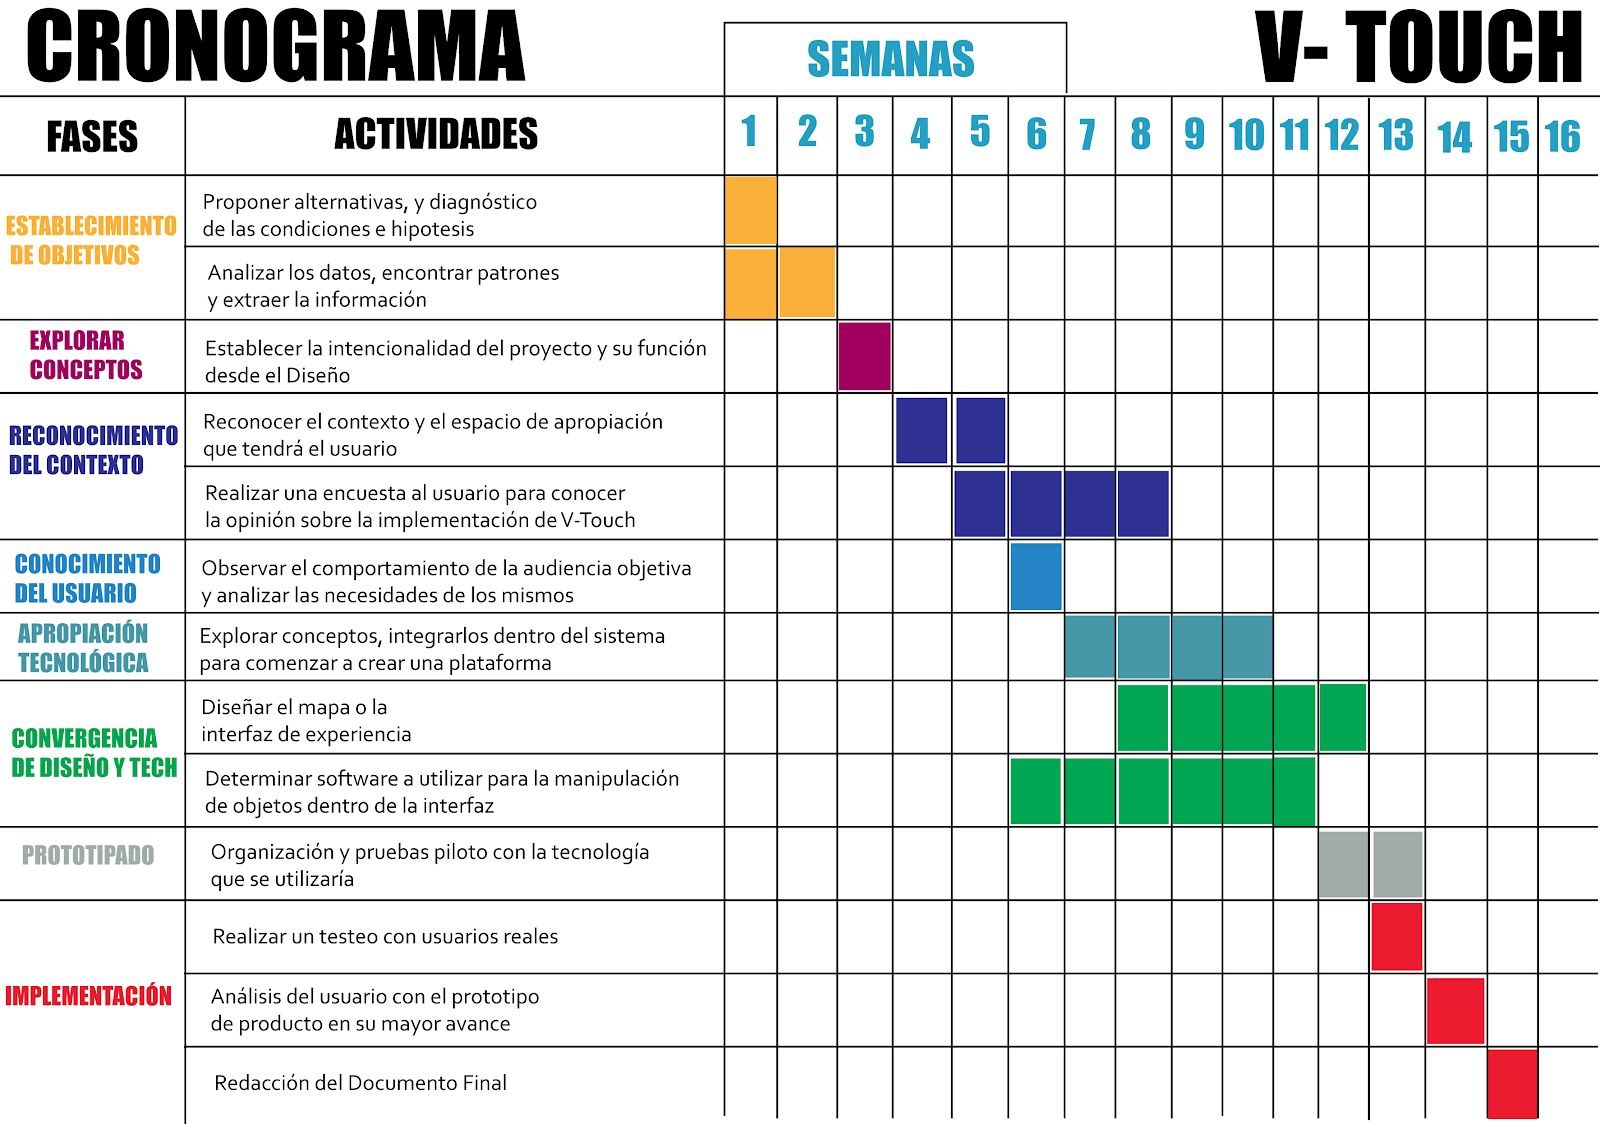 CRONOGRAMA
SEMANAS
V- TOUCH
FASES
ACTIVIDADES
1 2 3 4 5 6 7 8 9 10 11 12 13 14 15 16
ESTABLECIMIENTO
DE OBJETIVOS
Proponer alternativas, y diagnóstico
de las condiciones e hipotesis
Analizar los datos, encontrar patrones
y extraer la información
EXPLORAR
CONCEPTOS
Establecer la intencionalidad del proyecto y su función
desde el Diseño
RECONOCIMIENTO
DEL CONTEXTO
Reconocer el contexto y el espacio de apropiación
que tendrá el usuario
Realizar una encuesta al usuario para conocer
la opinión sobre la implementación de V-Touch
CONOCIMIENTO
DEL USUARIO
Observar el comportamiento de la audiencia objetiva
y analizar las necesidades de los mismos
APROPIACIÓN
TECNOLÓGICA
Explorar conceptos, integrarlos dentro del sistema
para comenzar a crear una plataforma
CONVERGENCIA
DE DISEÑO Y TECH
Diseñar el mapa o la
interfaz de experiencia
Determinar software a utilizar para la manipulación
de objetos dentro de la interfaz
PROTOTIPADO
Organización y pruebas piloto con la tecnología
que se utilizaría
IMPLEMENTACIÓN
Realizar un testeo con usuarios reales
Análisis del usuario con el prototipo
de producto en su mayor avance
Redacción del Documento Final